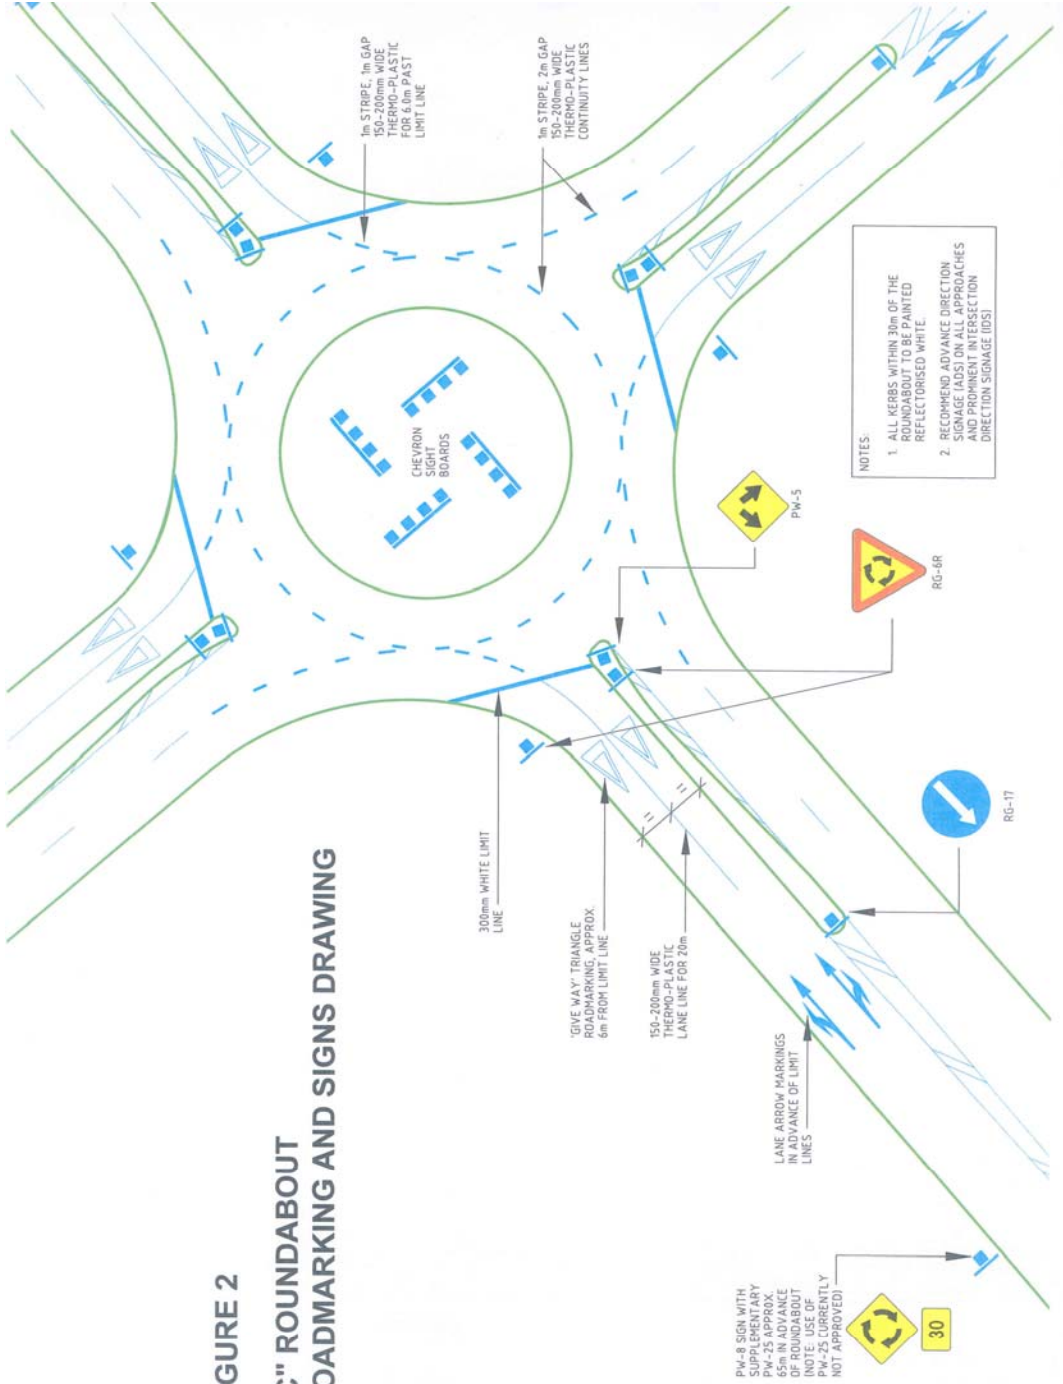 GURE 2
C" ROUNDABOUT
OADMARKING AND SIGNS DRAWING
1m STRIPE, 1m GAP
150-200mm WIDE
THERMO-PLASTIC
FOR 6.0m PAST
LIMIT LINE
1m STRIPE, 2m GAP
150-200mm WIDE
THERMO-PLASTIC
CONTINUITY LINES
CHEVRON
SIGHT
BOARDS
300mm WHITE LIMIT
LINE
'GIVE WAY' TRIANGLE
ROADMARKING, APPROX.
6m FROM LIMIT LINE
150-200mm WIDE
THERMO-PLASTIC
LANE LINE FOR 20m
LANE ARROW MARKINGS
IN ADVANCE OF LIMIT
LINES
PW-8 SIGN WITH
SUPPLEMENTARY
PW-25 APPROX.
65m IN ADVANCE
OF ROUNDABOUT
(NOTE: USE OF
PW-25 CURRENTLY
NOT APPROVED)
30
PW-5
RG-6R
RG-17
NOTES:
1. ALL KERBS WITHIN 30m OF THE
ROUNDABOUT TO BE PAINTED
REFLECTORISED WHITE.
2. RECOMMEND ADVANCE DIRECTION
SIGNAGE (ADS) ON ALL APPROACHES
AND PROMINENT INTERSECTION
DIRECTION SIGNAGE (IDS)